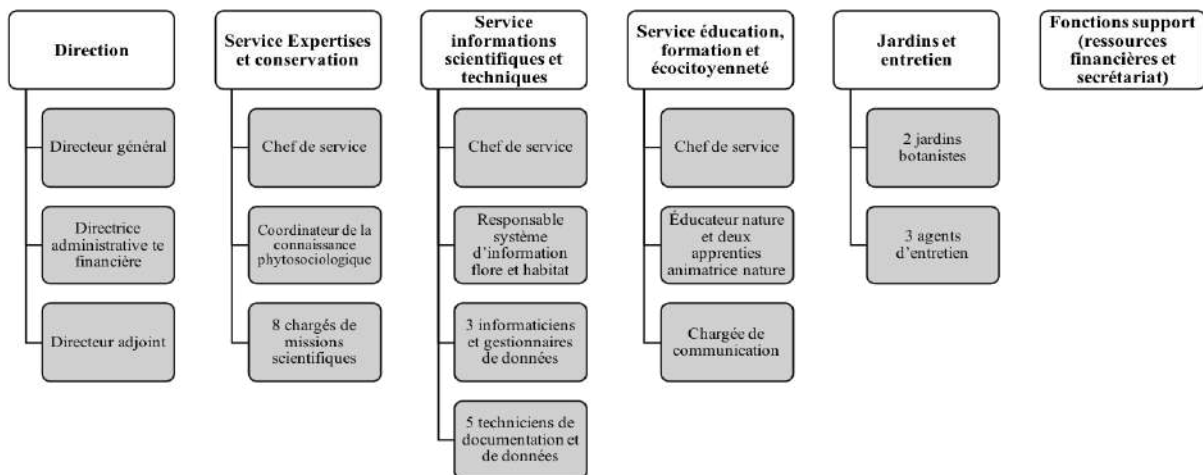 Direction
Directeur général
Directrice
administrative te
financière
Directeur adjoint
Service Expertises
et conservation
Chef de service
Coordinateur de la
connaissance
phytosociologique
8 chargés de
missions
scientifiques
Service
informations
scientifiques et
techniques
Chef de service
Responsable
système
d’information
flore et habitat
3 informaticiens
et gestionnaires
de données
5 techniciens de
documentation et
de données
Service éducation,
formation et
écocitoyenneté
Chef de service
Éducateur nature
et deux
apprenties
animatrice nature
Chargée de
communication
Jardins et
entretien
2 jardins
botanistes
3 agents
d’entretien
Fonctions support
(ressources
financières et
secrétariat)